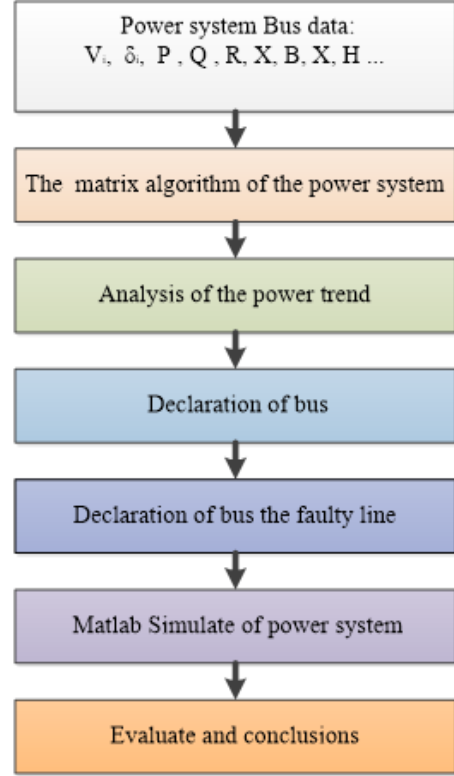 Power system Bus data:
Vᵢ, δᵢ, P , Q , R, X, B, X, H ...
The matrix algorithm of the power system
Analysis of the power trend
Declaration of bus
Declaration of bus the faulty line
Matlab Simulate of power system
Evaluate and conclusions